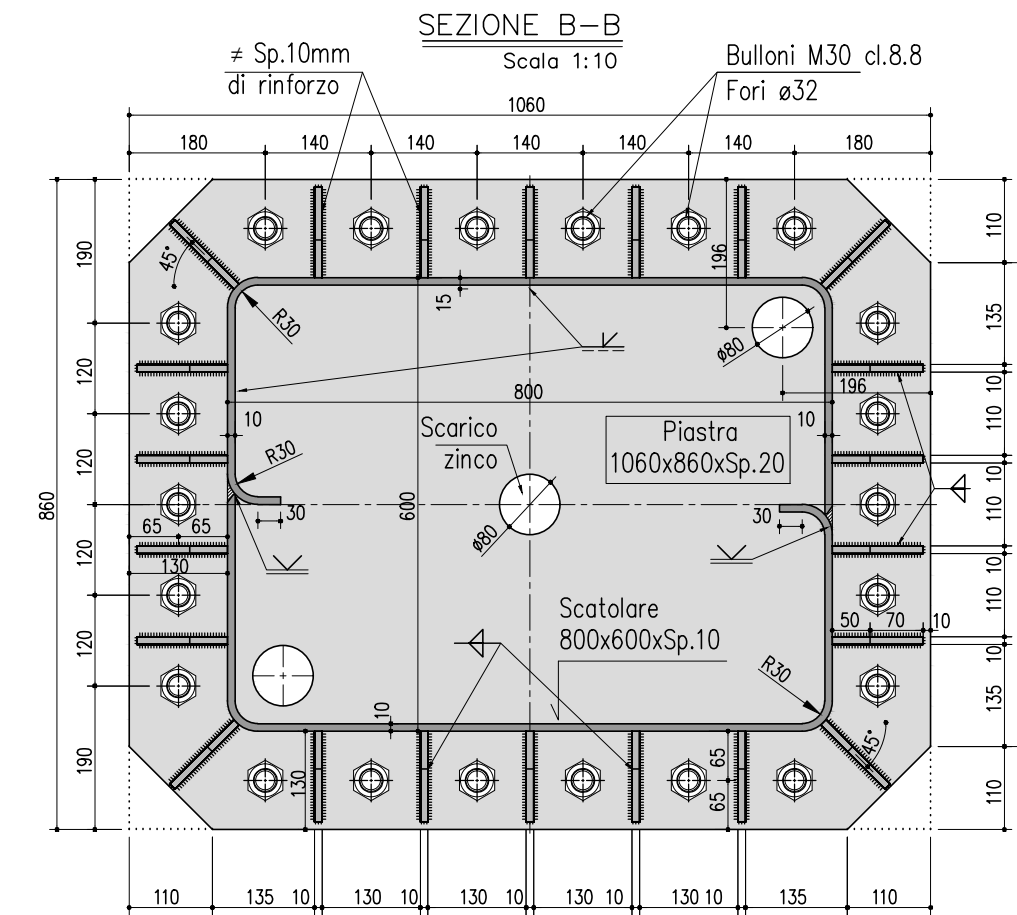 SEZIONE B-B
Scala 1:10
≠ Sp.10mm
di rinforzo
Bulloni M30 cl.8.8
Fori ø32
1060
180 140 140 140 140 140 180
190
120
120
860
120
120
190
110
135
10
110
10
110
10
110
10
135
110
45°
R30
15
196
ø80
196
800
10
10
R30
Scarico
zinco
Piastra
1060x860xSp.20
30
600
ø80
30
65 65
130
Scatolare
800x600xSp.10
50 70 10
R30
10
45°
130
65
65
110 135 10 130 10 130 10 130 10 130 10 135 110